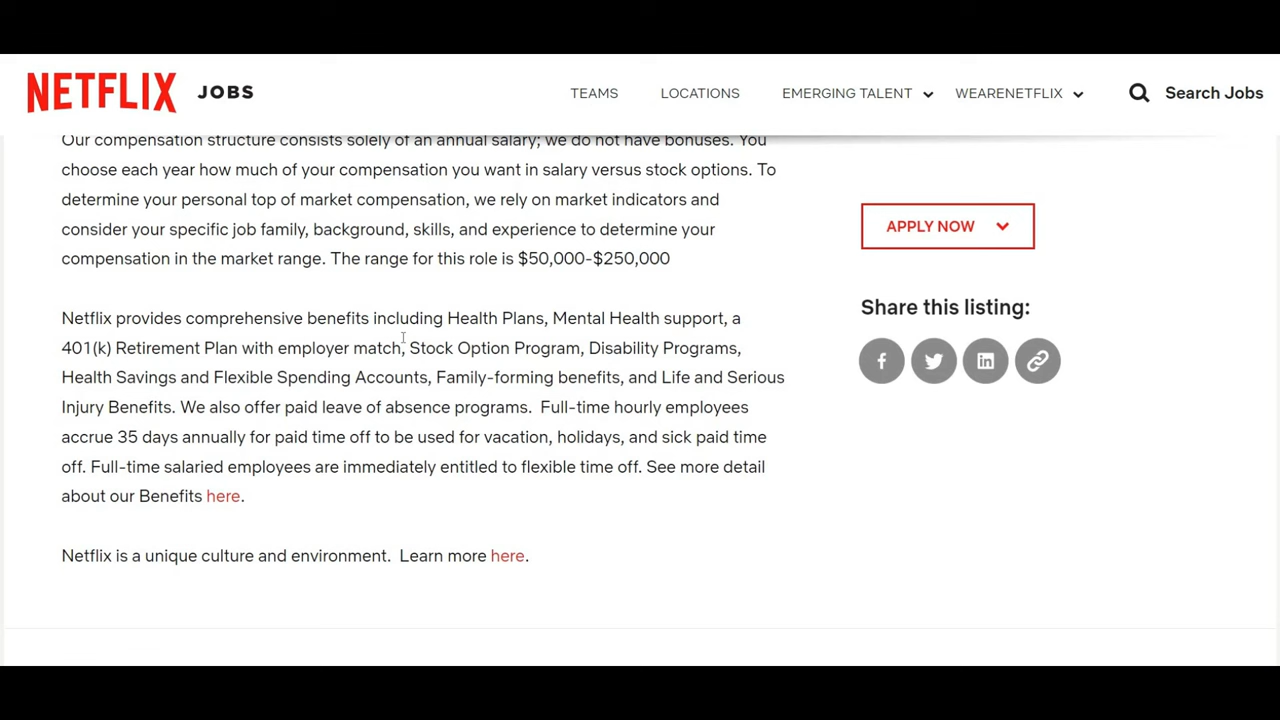 NETFLIX JOBS
TEAMS LOCATIONS EMERGING TALENT WEARENETFLIX Search Jobs
Our compensation structure consists solely of an annual salary; we do not have bonuses. You
choose each year how much of your compensation you want in salary versus stock options. To
determine your personal top of market compensation, we rely on market indicators and
consider your specific job family, background, skills, and experience to determine your
compensation in the market range. The range for this role is $50,000-$250,000
Netflix provides comprehensive benefits including Health Plans, Mental Health support, a
401(k) Retirement Plan with employer match, Stock Option Program, Disability Programs,
Health Savings and Flexible Spending Accounts, Family-forming benefits, and Life and Serious
Injury Benefits. We also offer paid leave of absence programs.  Full-time hourly employees
accrue 35 days annually for paid time off to be used for vacation, holidays, and sick paid time
off. Full-time salaried employees are immediately entitled to flexible time off. See more detail
about our Benefits here.
Netflix is a unique culture and environment.  Learn more here.
APPLY NOW
Share this listing: